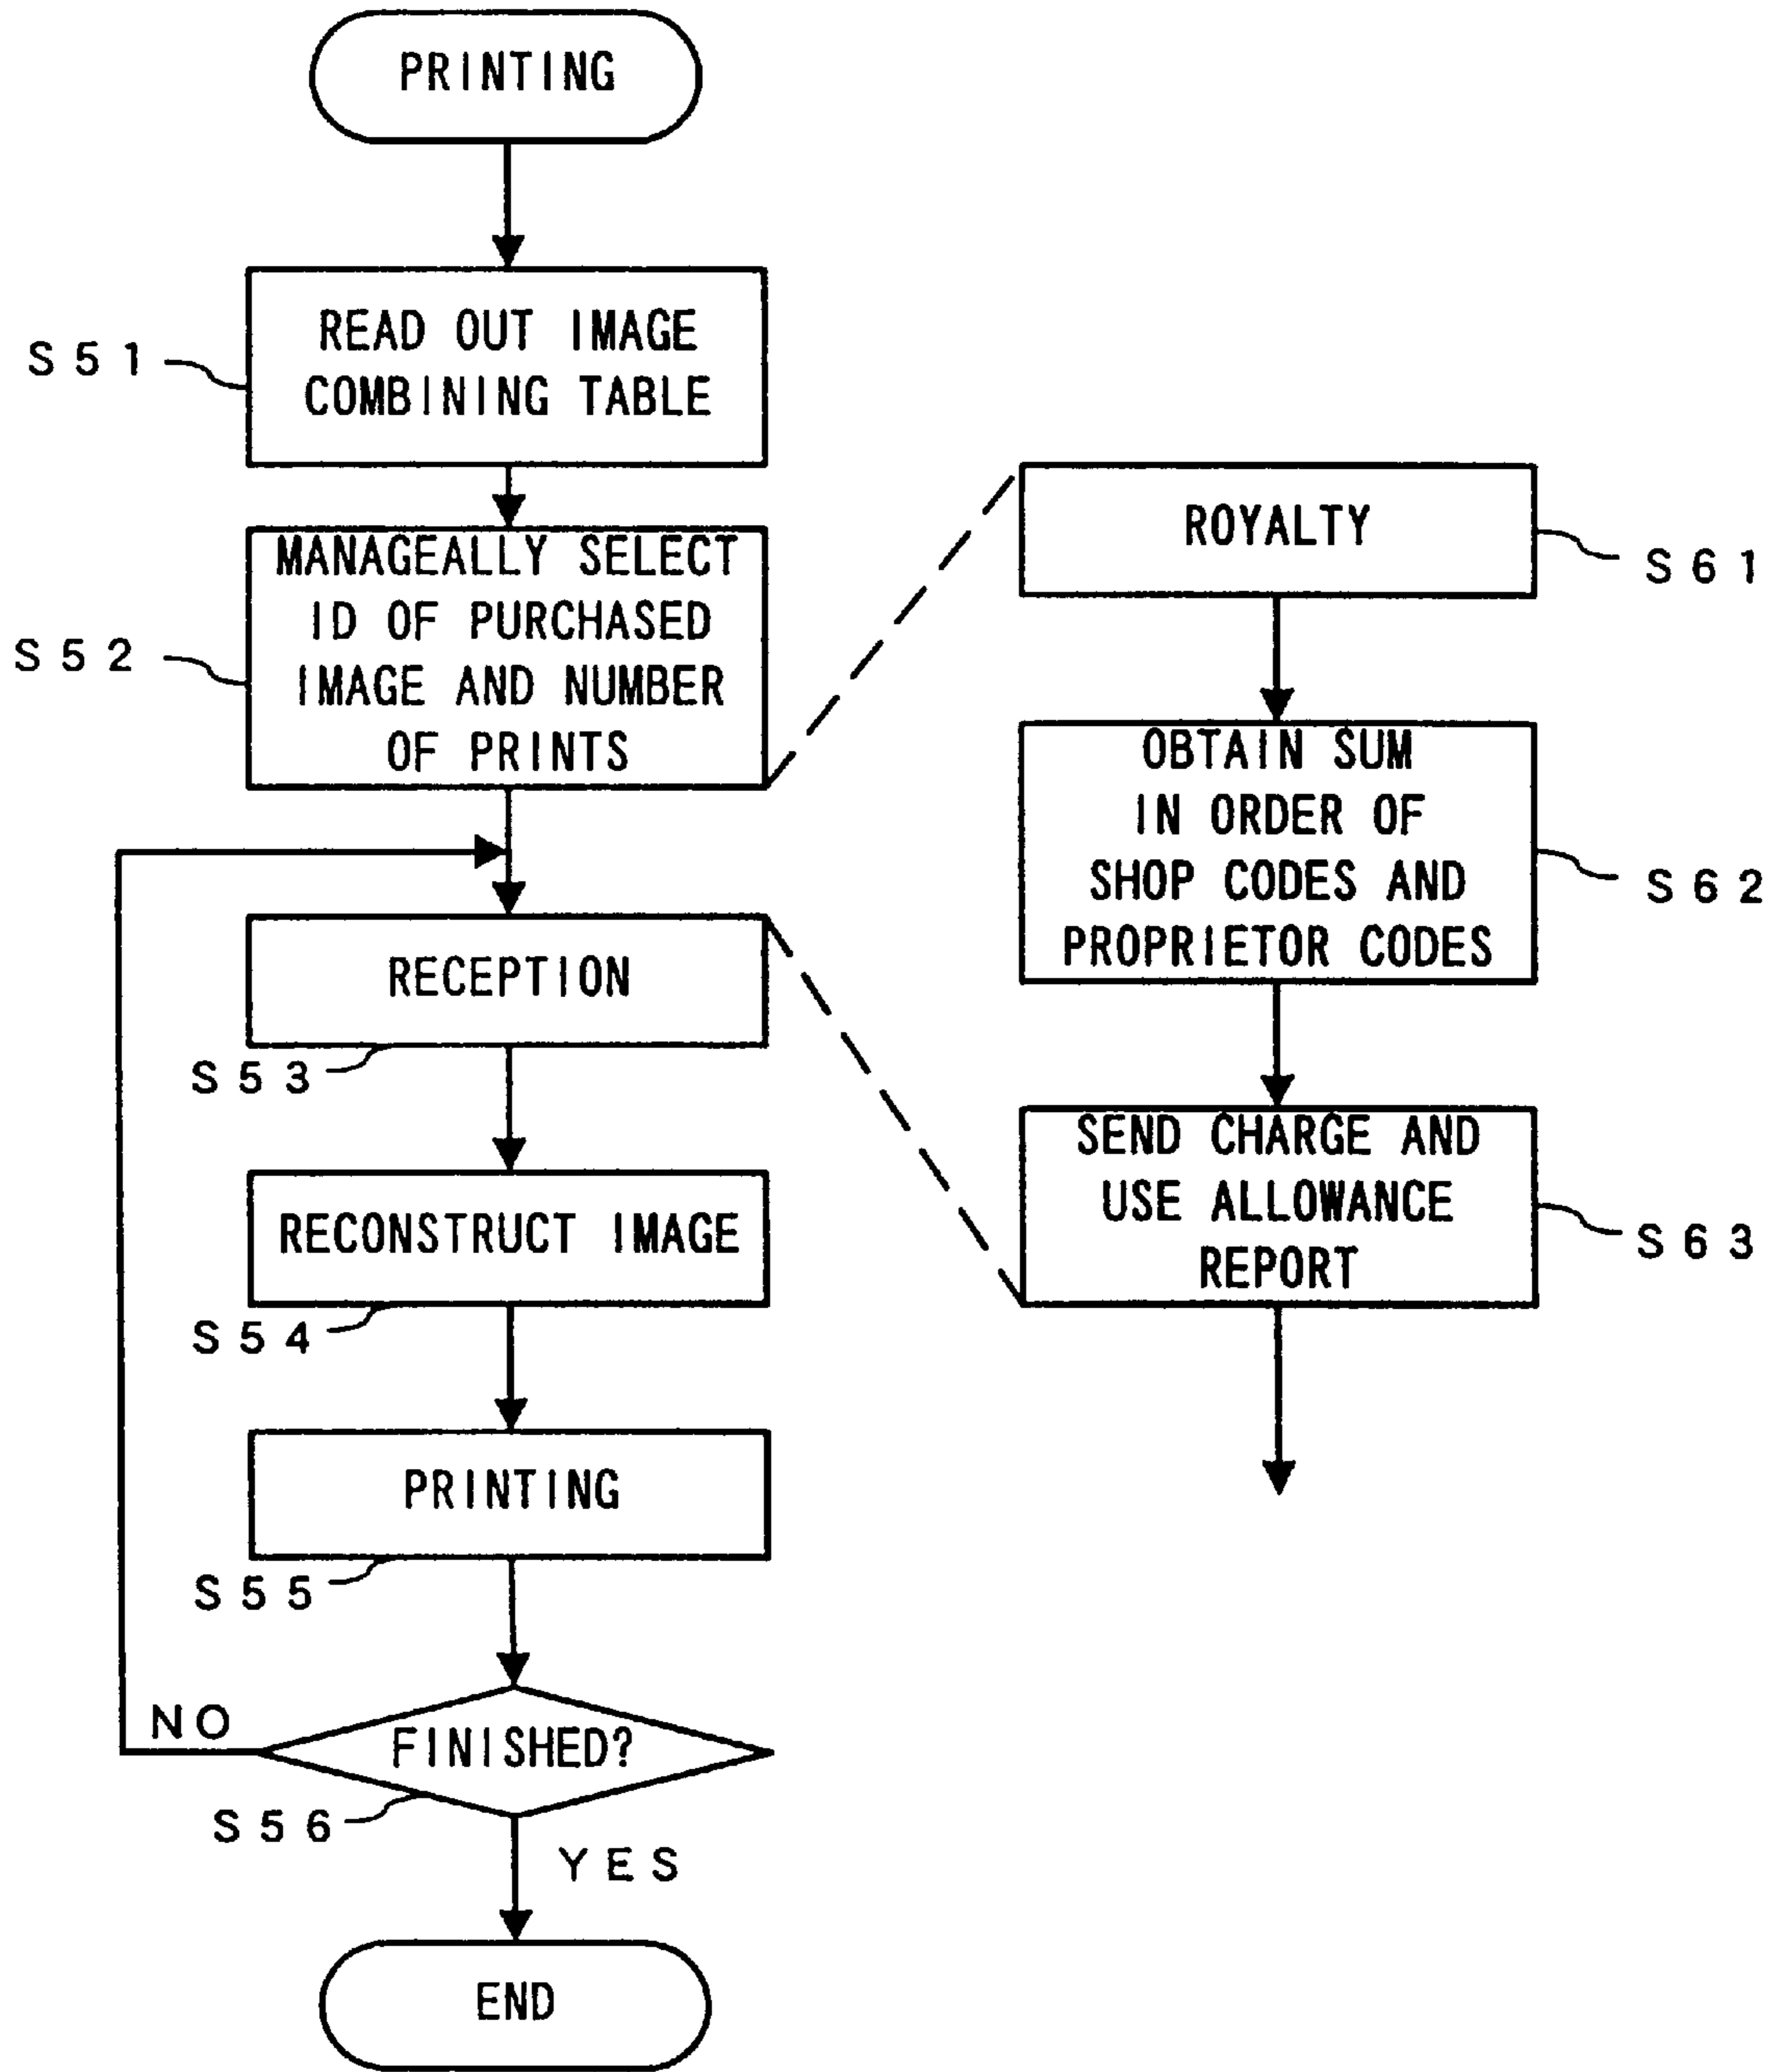 PRINTING
S51
READ OUT IMAGE
COMBINING TABLE
S52
MANAGEALLY SELECT
ID OF PURCHASED
IMAGE AND NUMBER
OF PRINTS
RECEPTION
S53
RECONSTRUCT IMAGE
S54
PRINTING
S55
NO
FINISHED?
S56
YES
END
ROYALTY
S61
OBTAIN SUM
IN ORDER OF
SHOP CODES AND
PROPRIETOR CODES
S62
SEND CHARGE AND
USE ALLOWANCE
REPORT
S63